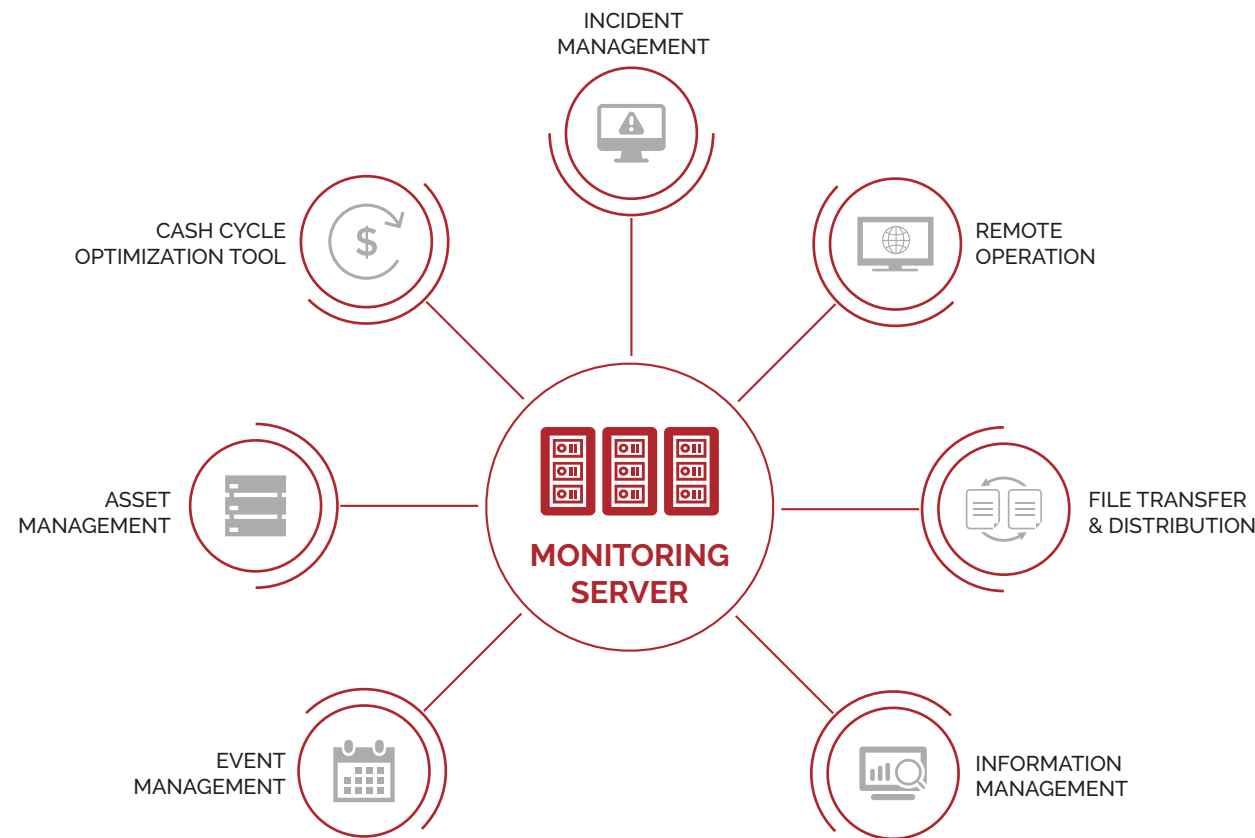 INCIDENT
MANAGEMENT
CASH CYCLE
OPTIMIZATION TOOL
$
REMOTE
OPERATION
ASSET
MANAGEMENT
MONITORING
SERVER
FILE TRANSFER
& DISTRIBUTION
EVENT
MANAGEMENT
INFORMATION
MANAGEMENT